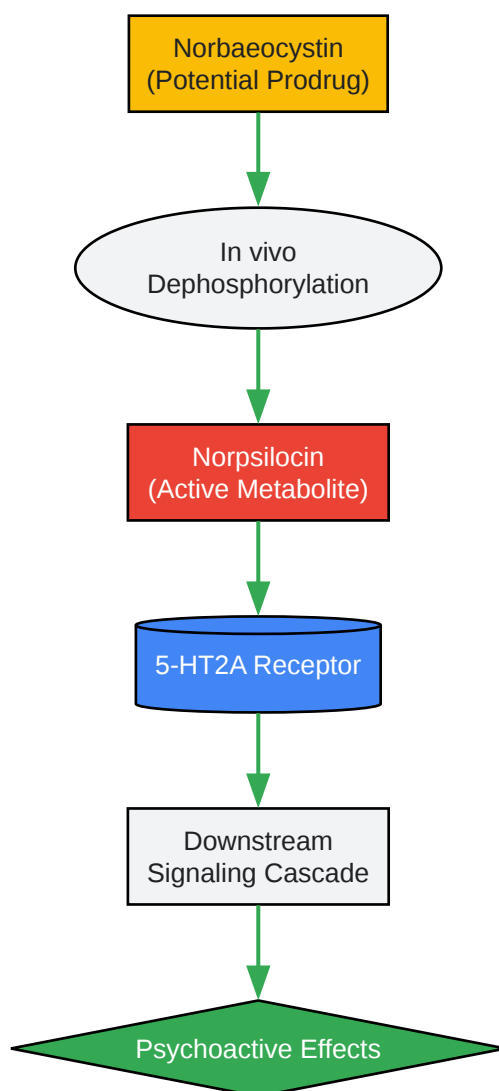 Norbaeocystin
(Potential Prodrug)
In vivo
Dephosphorylation
Norpsilocin
(Active Metabolite)
5-HT2A Receptor
Downstream
Signaling Cascade
Psychoactive Effects